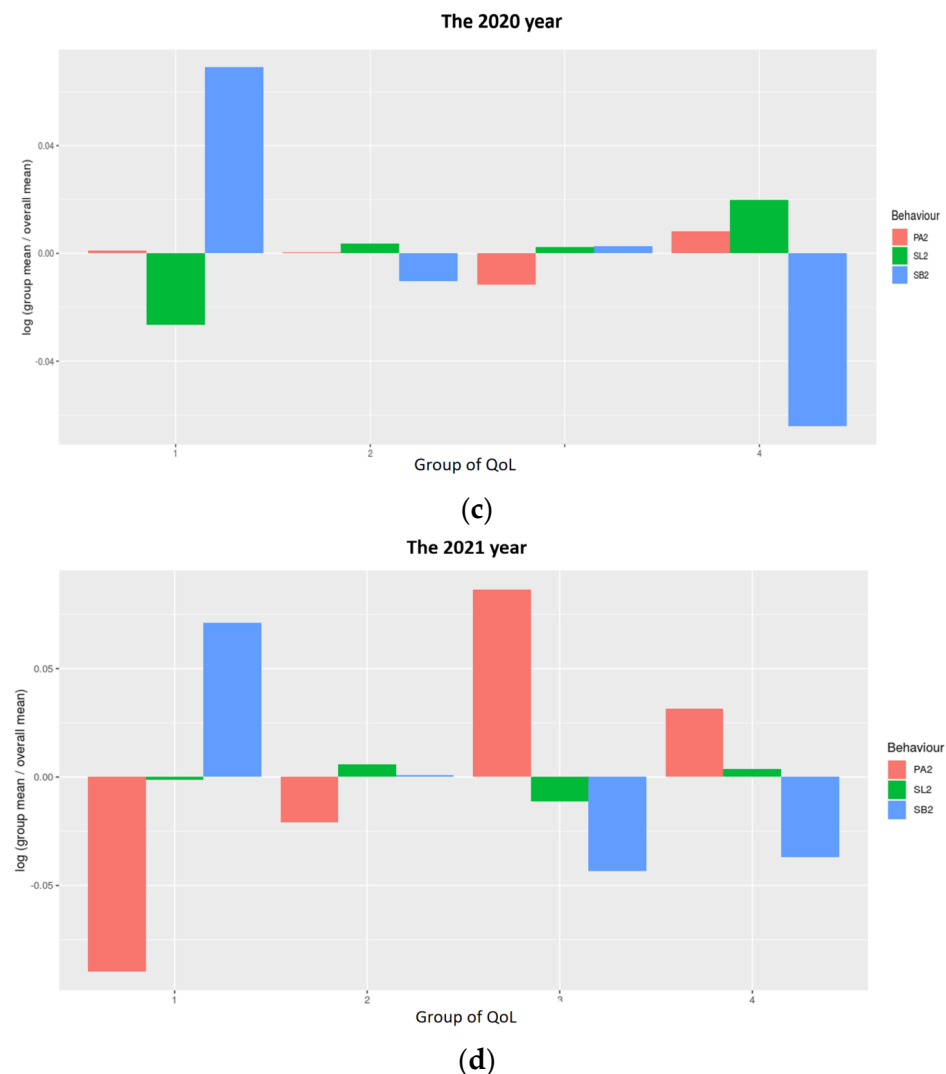 The 2020 year
log (group mean / overall mean)
0.04
0.00
-0.04
1
2
4
Group of QoL
Behaviour
PA2
SL2
SB2
(c)
The 2021 year
log (group mean / overall mean)
0.05
0.00
-0.05
1
2
3
4
Group of QoL
Behaviour
PA2
SL2
SB2
(d)